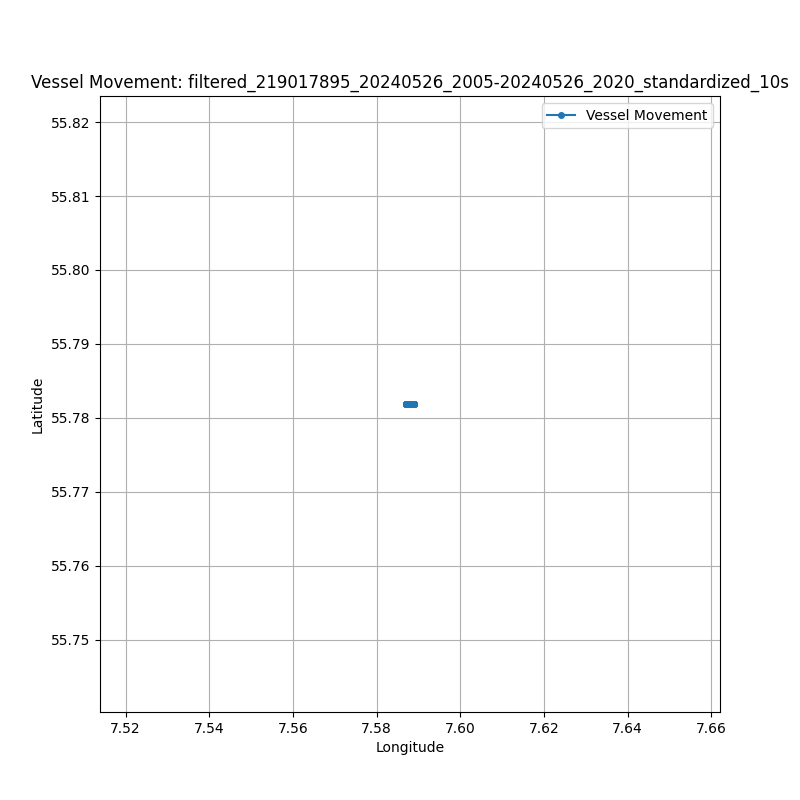 Vessel Movement: filtered_219017895_20240526_2005-20240526_2020_standardized_10s
Vessel Movement
55.82
55.81
55.80
55.79
55.78
55.77
55.76
55.75
Latitude
7.52 7.54 7.56 7.58 7.60 7.62 7.64 7.66
Longitude